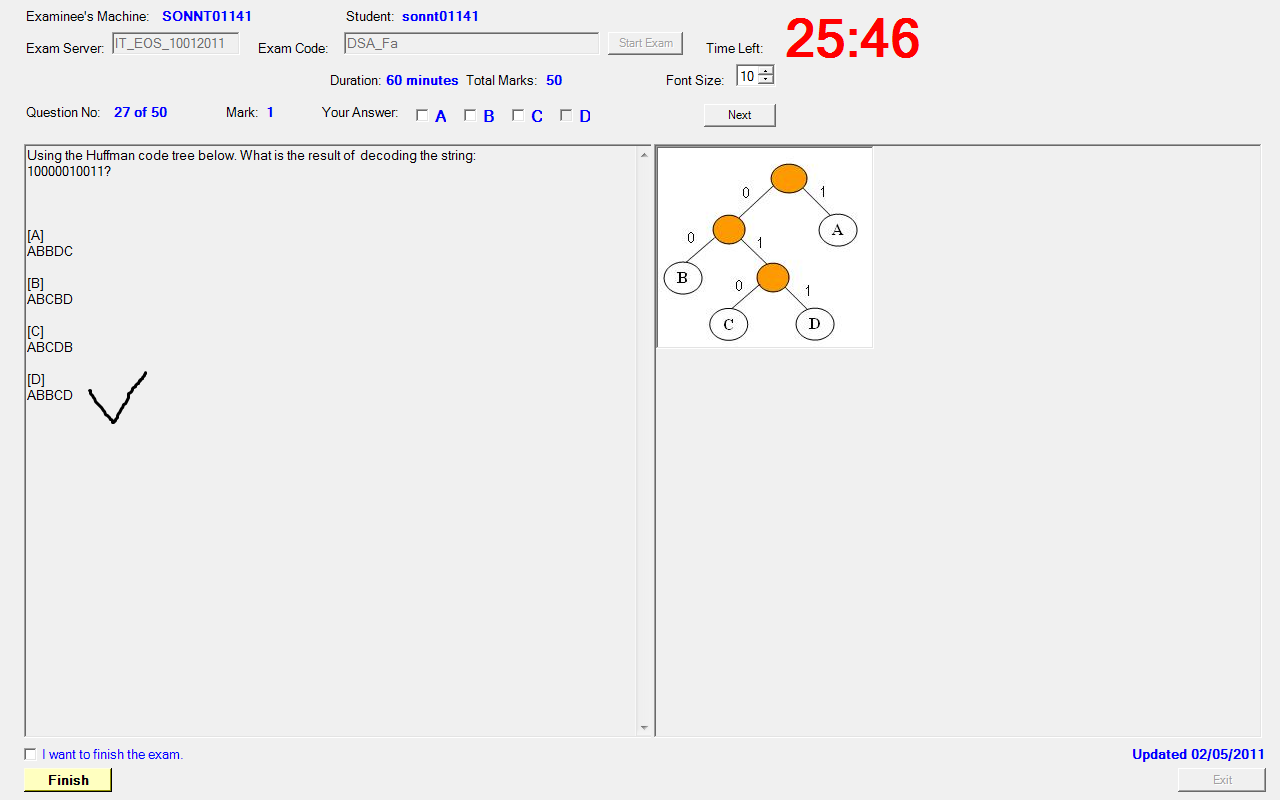 Examinee's Machine: SONNT01141 Student: sonnt01141
Exam Server: IT_EOS_10012011 Exam Code: DSA_Fa Start Exam Time Left: 25:46
Duration: 60 minutes Total Marks: 50 Font Size: 10
Question No: 27 of 50 Mark: 1 Your Answer: A B C D Next
Using the Huffman code tree below. What is the result of decoding the string:
10000010011?
[A]
ABBDC
[B]
ABCBD
[C]
ABCDB
[D]
ABBCD
0 1
0 1 A
B 0 1
C D
I want to finish the exam. Updated 02/05/2011
Finish Exit